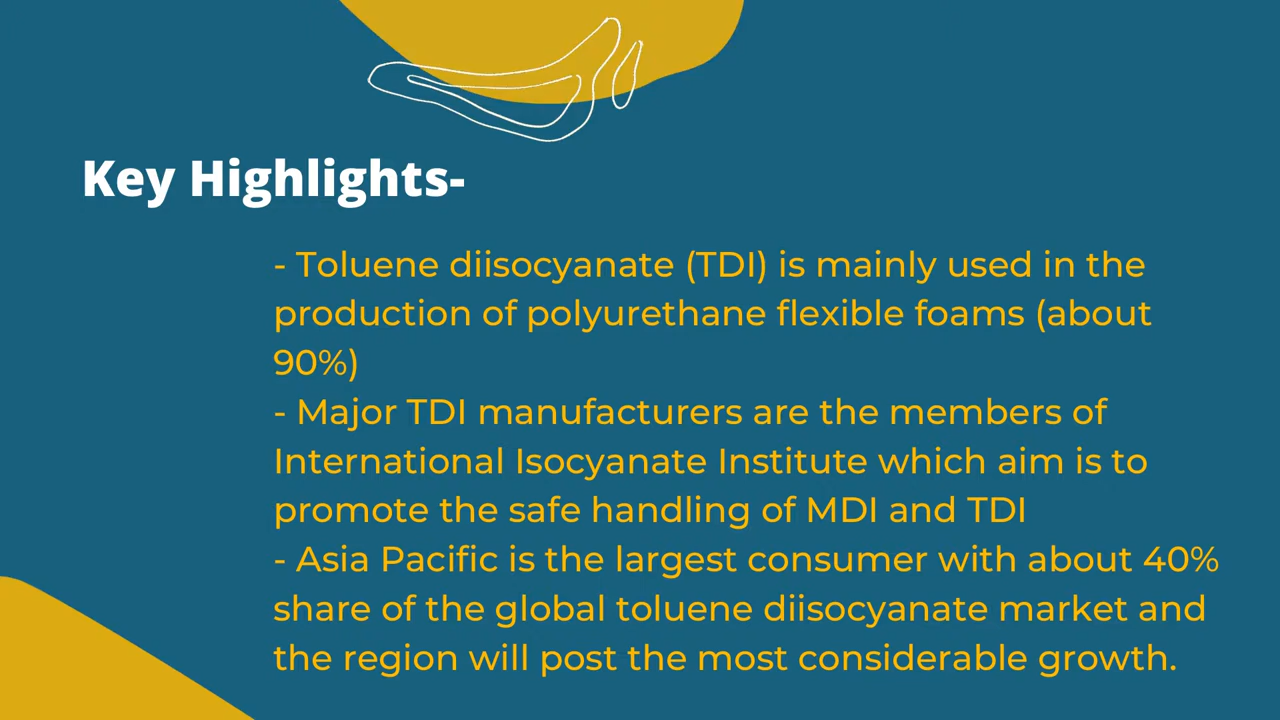 Key Highlights-
- Toluene diisocyanate (TDI) is mainly used in the
production of polyurethane flexible foams (about
90%)
- Major TDI manufacturers are the members of
International Isocyanate Institute which aim is to
promote the safe handling of MDI and TDI
- Asia Pacific is the largest consumer with about 40%
share of the global toluene diisocyanate market and
the region will post the most considerable growth.